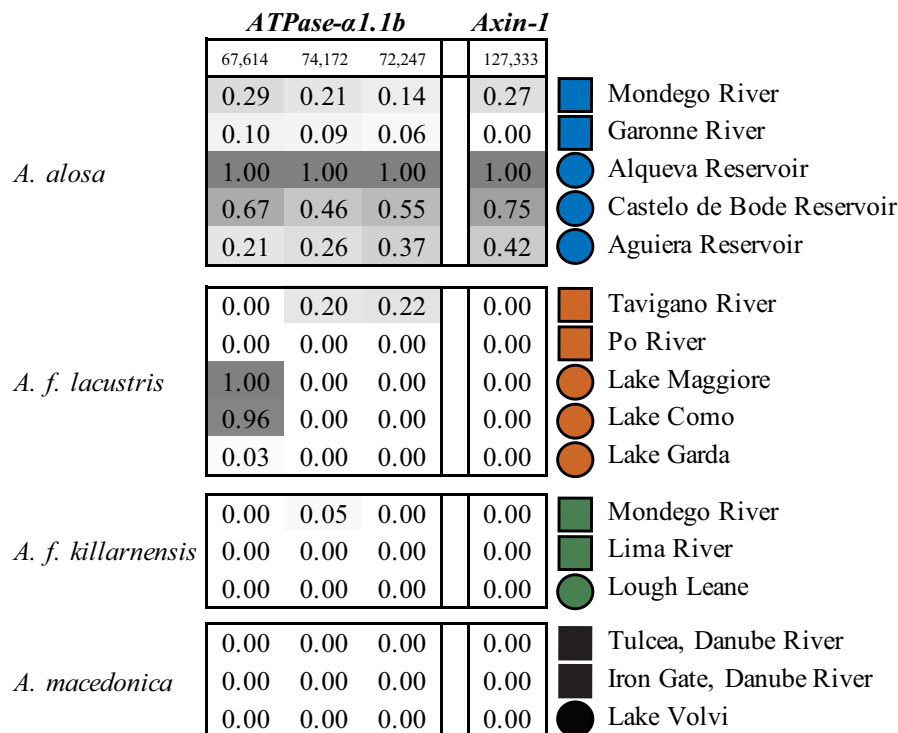 ATPase-α1.1b Axin-1
67,614 74,172 72,247 127,333
0.29 0.21 0.14 0.27 Mondego River
0.10 0.09 0.06 0.00 Garonne River
A. alosa 1.00 1.00 1.00 1.00 Alqueva Reservoir
0.67 0.46 0.55 0.75 Castelo de Bode Reservoir
0.21 0.26 0.37 0.42 Aguiera Reservoir
0.00 0.20 0.22 0.00 Tavigano River
0.00 0.00 0.00 0.00 Po River
A. f. lacustris 1.00 0.00 0.00 0.00 Lake Maggiore
0.96 0.00 0.00 0.00 Lake Como
0.03 0.00 0.00 0.00 Lake Garda
0.00 0.05 0.00 0.00 Mondego River
A. f. killarnensis 0.00 0.00 0.00 0.00 Lima River
0.00 0.00 0.00 0.00 Lough Leane
0.00 0.00 0.00 0.00 Tulcea, Danube River
A. macedonica 0.00 0.00 0.00 0.00 Iron Gate, Danube River
0.00 0.00 0.00 0.00 Lake Volvi